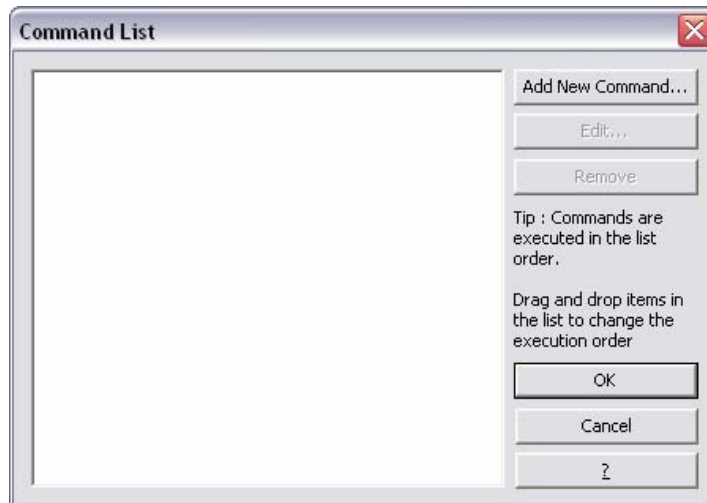 Command List
Add New Command...
Edit...
Remove
Tip : Commands are
executed in the list
order.
Drag and drop items in
the list to change the
execution order
OK
Cancel
?